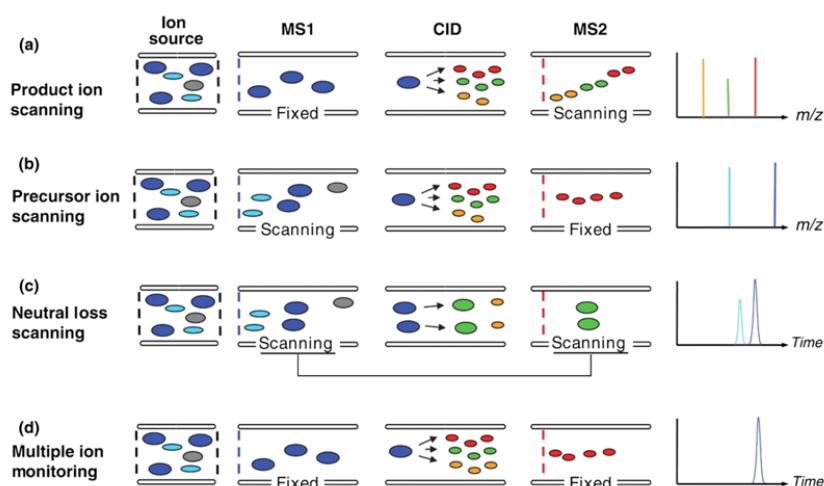 Ion source
MS1
CID
MS2
(a)
Product ion scanning
Fixed
Scanning
m/z
(b)
Precursor ion scanning
Scanning
Fixed
m/z
(c)
Neutral loss scanning
Scanning
Scanning
Time
(d)
Multiple ion monitoring
Fixed
Fixed
Time